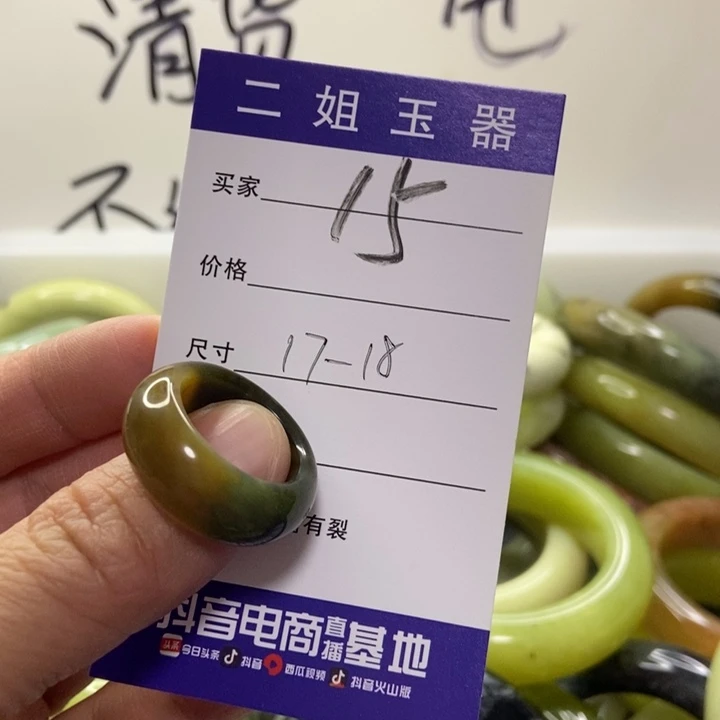 清货
不
二姐玉器
买家 15
价格
尺寸 17-18
有裂
抖音电商直播基地
今日头条 抖音 西瓜视频 抖音火山版